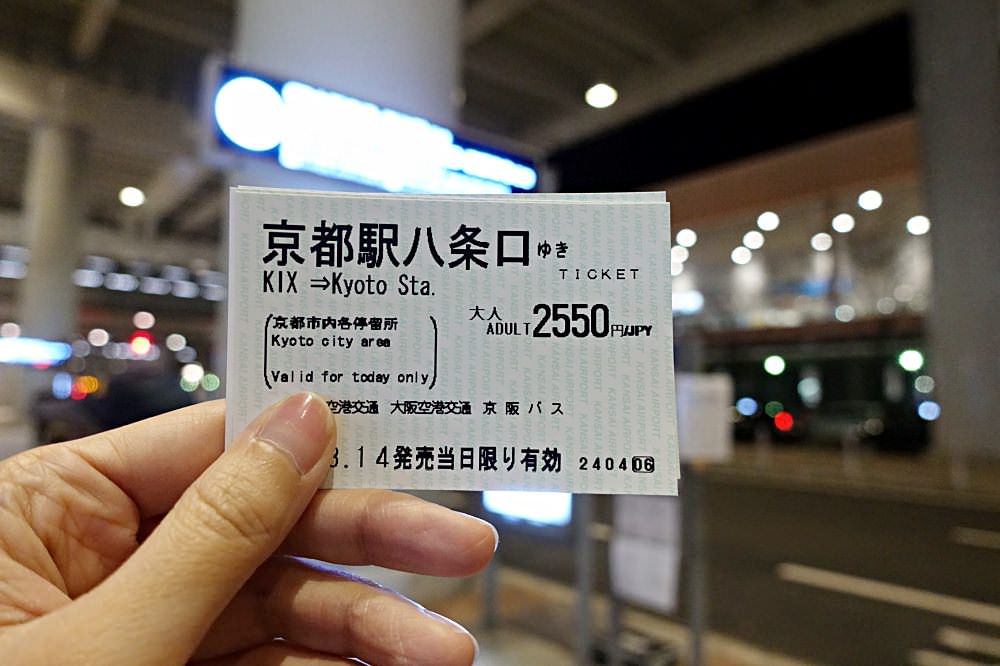 京都駅八条口ゆき
TICKET
KIX ⇒Kyoto Sta.
大人
ADULT 2550円/JPY
京都市内各停留所
Kyoto city area
Valid for today only
空港交通 大阪空港交通 京阪バス
3.14発売当日限り有効 240406